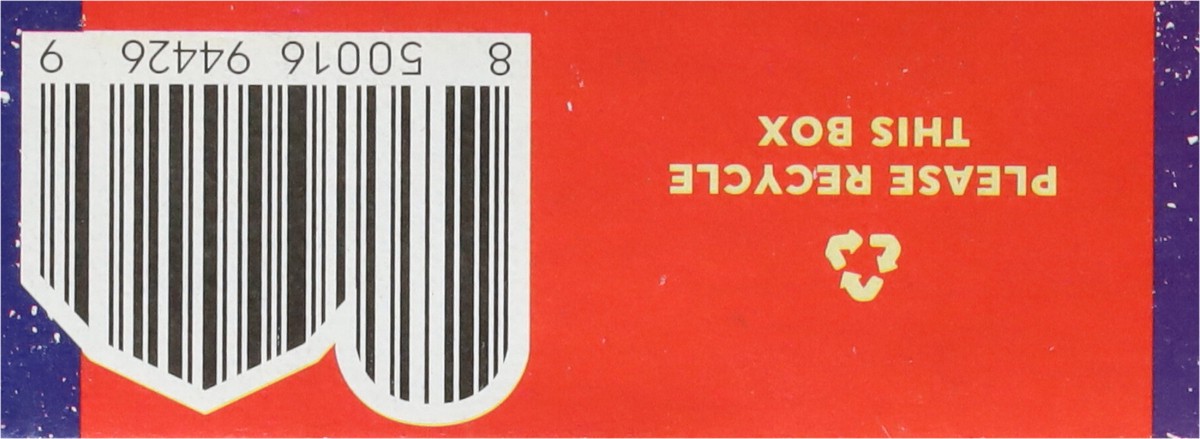 PLEASE RECYCLE
THIS BOX
8 50016 94426 9